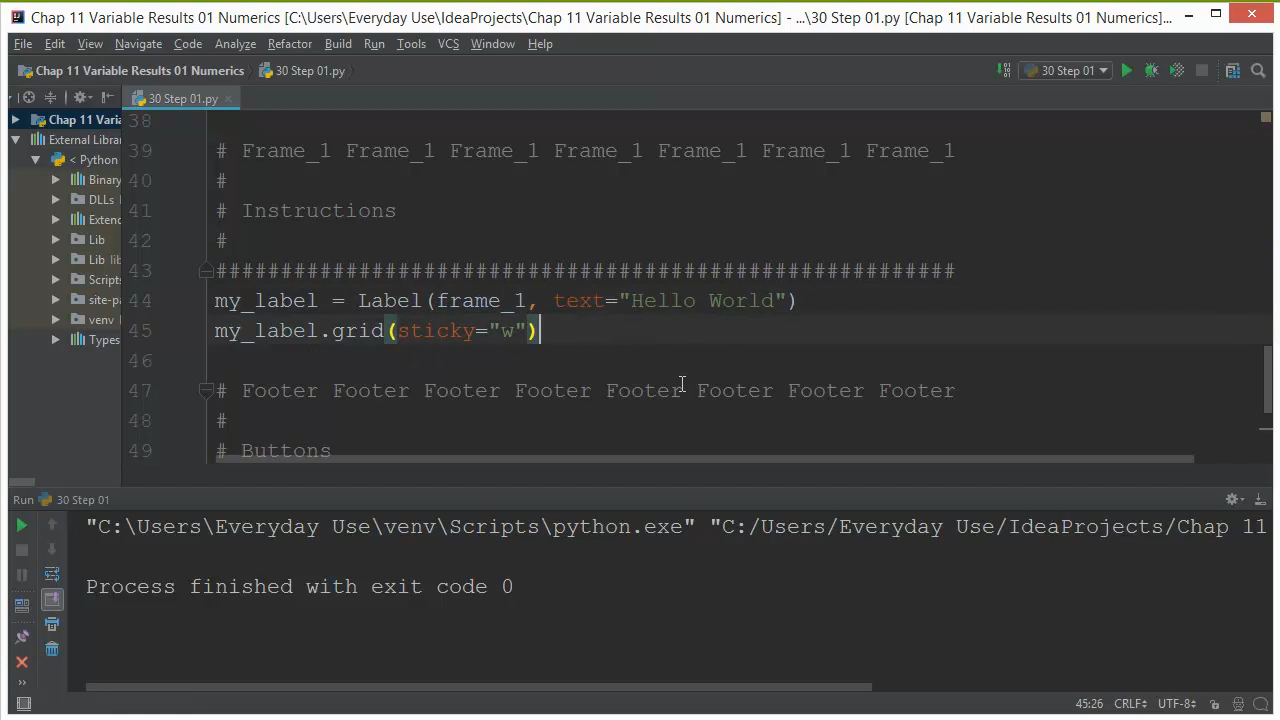 Chap 11 Variable Results 01 Numerics [C:\Users\Everyday Use\IdeaProjects\Chap 11 Variable Results 01 Numerics] - ...\30 Step 01.py [Chap 11 Variable Results 01 Numerics]...
File Edit View Navigate Code Analyze Refactor Build Run Tools VCS Window Help
Chap 11 Variable Results 01 Numerics 30 Step 01.py 30 Step 01
30 Step 01.py
Chap 11 Varia
External Librar
< Python
Binary
DLLs
Extend
Lib
Lib lib
Scripts
site-pa
venv l
Types
38
39 # Frame_1 Frame_1 Frame_1 Frame_1 Frame_1 Frame_1 Frame_1
40 #
41 # Instructions
42 #
43 #########################################################
44 my_label = Label(frame_1, text="Hello World")
45 my_label.grid(sticky="w")
46
47 # Footer Footer Footer Footer Footer Footer Footer Footer
48 #
49 # Buttons
Run 30 Step 01
"C:\Users\Everyday Use\venv\Scripts\python.exe" "C:/Users/Everyday Use/IdeaProjects/Chap 11
Process finished with exit code 0
45:26 CRLF UTF-8